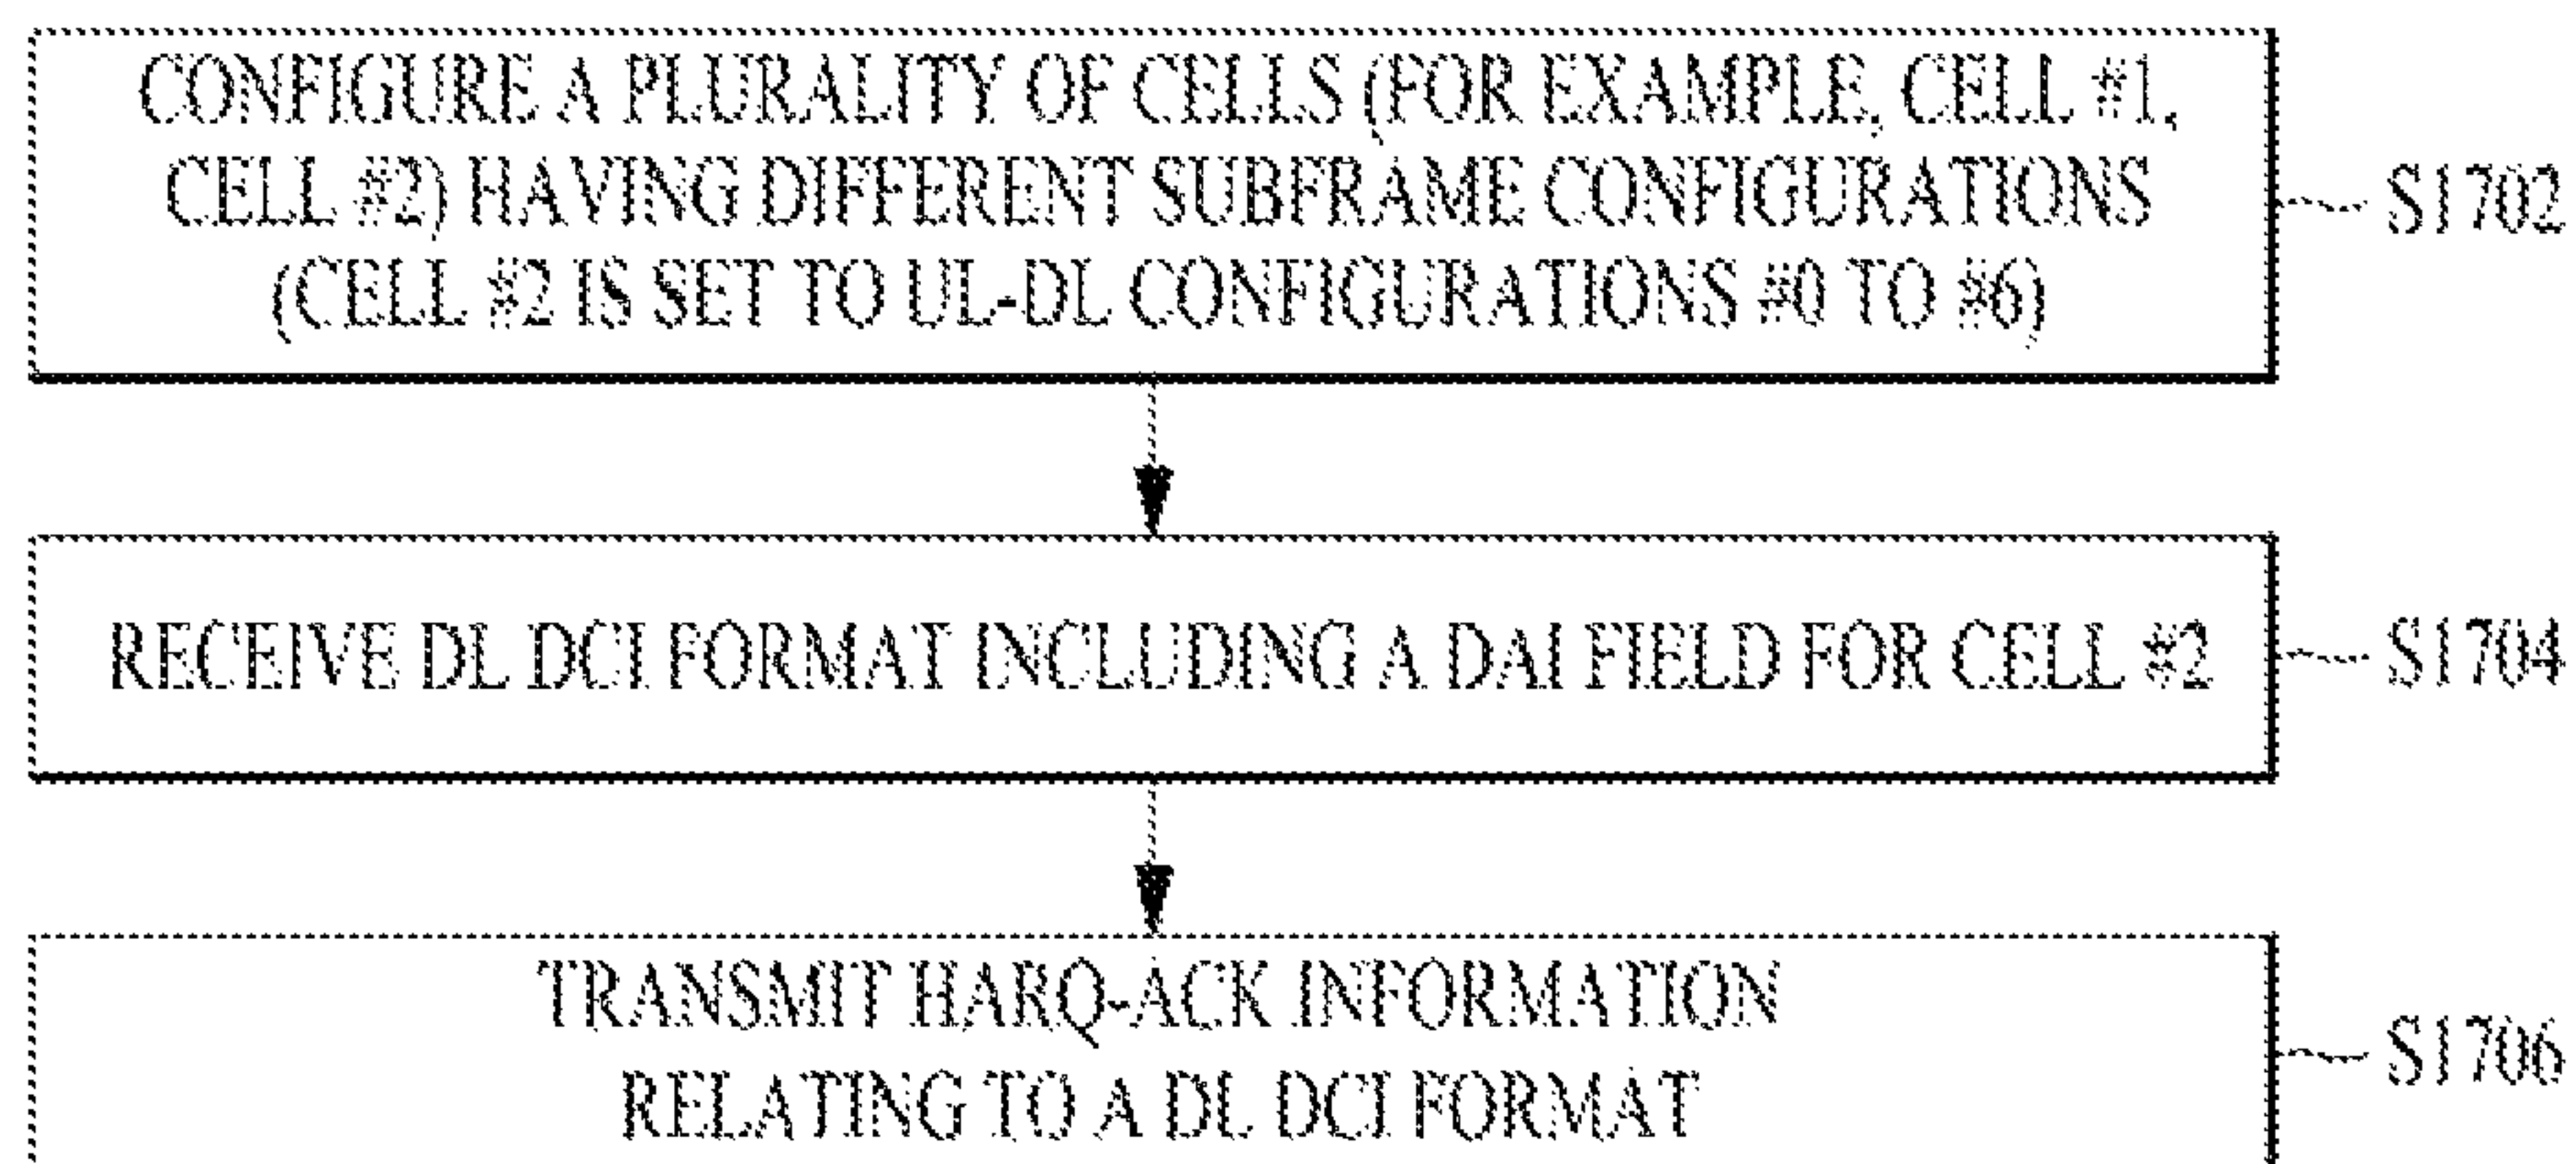 CONFIGURE A PLURALITY OF CELLS (FOR EXAMPLE, CELL #1,
CELL #2) HAVING DIFFERENT SUBFRAME CONFIGURATIONS
(CELL #2 IS SET TO UL-DL CONFIGURATIONS #0 TO #6)
S1702
RECEIVE DL DCI FORMAT INCLUDING A DAI FIELD FOR CELL #2
S1704
TRANSMIT HARQ-ACK INFORMATION
RELATING TO A DL DCI FORMAT
S1706